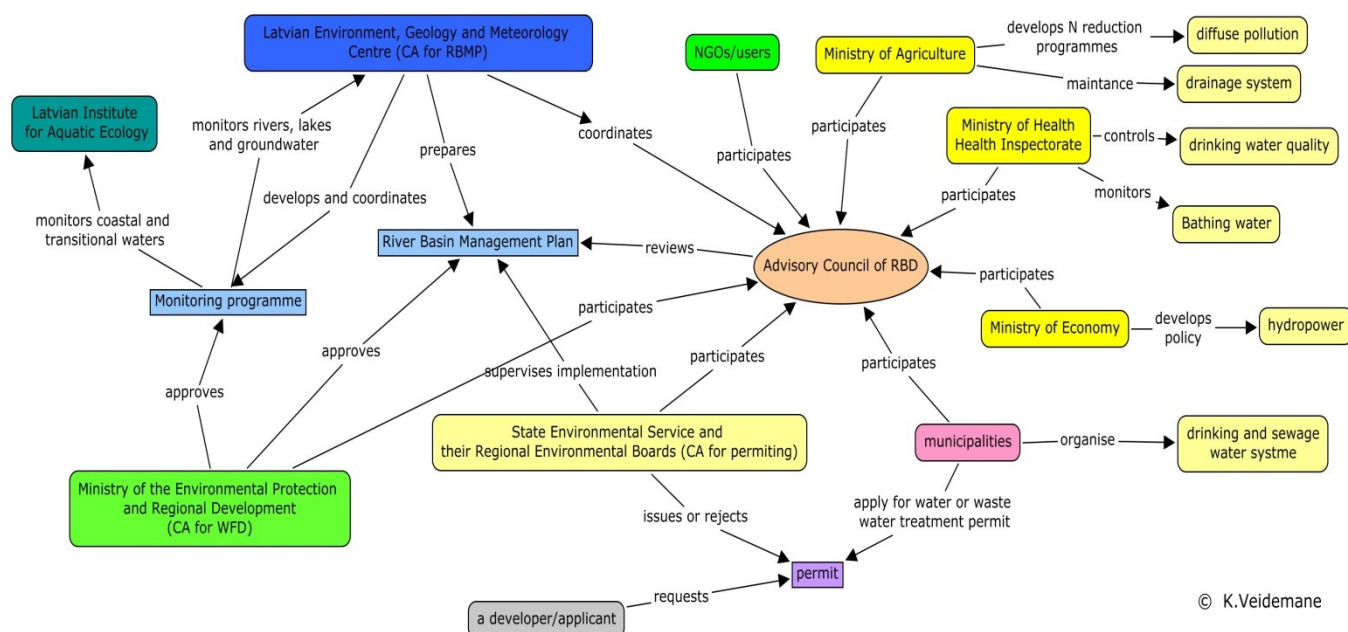 Latvian Environment, Geology and Meteorology
Centre (CA for RBMP)
NGOs/users
Ministry of Agriculture
develops N reduction
programmes
diffuse pollution
maintance
drainage system
Latvian Institute
for Aquatic Ecology
monitors rivers, lakes
and groundwater
prepares
coordinates
participates
participates
Ministry of Health
Health Inspectorate
controls
drinking water quality
participates
monitors
Bathing water
develops and coordinates
monitors coastal and
transitional waters
River Basin Management Plan
reviews
Advisory Council of RBD
participates
Monitoring programme
participates
Ministry of Economy
develops
policy
hydropower
approves
approves
supervises implementation
participates
participates
State Environmental Service and
their Regional Environmental Boards (CA for permiting)
municipalities
organise
drinking and sewage
water systme
Ministry of the Environmental Protection
and Regional Development
(CA for WFD)
issues or rejects
apply for water or waste
water treatment permit
permit
requests
a developer/applicant
© K.Veidemane